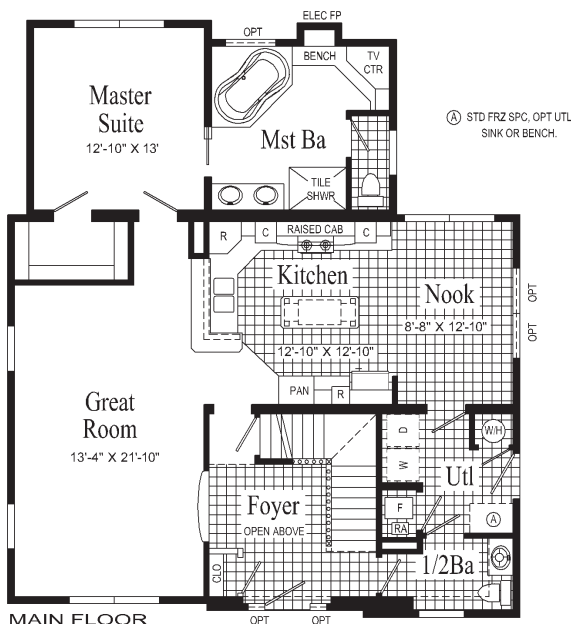 ELEC FP
OPT
BENCH
TV
CTR
Master
Suite
12'-10" X 13'
Mst Ba
TILE
SHWR
A STD FRZ SPC, OPT UTL
SINK OR BENCH.
R
C
RAISED CAB
C
Kitchen
12'-10" X 12'-10"
Nook
8'-8" X 12'-10"
OPT
OPT
PAN
R
Great
Room
13'-4" X 21'-10"
D
W
W/H
Utl
F
RA
A
Foyer
OPEN ABOVE
CLO
1/2Ba
OPT
OPT
MAIN FLOOR